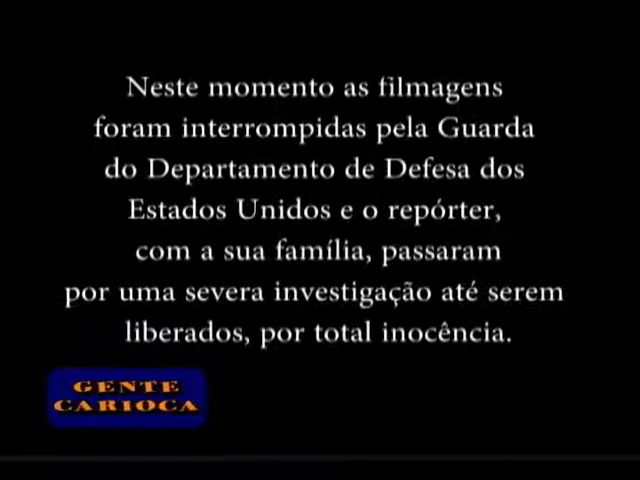 Neste momento as filmagens
foram interrompidas pela Guarda
do Departamento de Defesa dos
Estados Unidos e o repórter,
com a sua família, passaram
por uma severa investigação até serem
liberados, por total inocência.
GENTE
CARIOCA